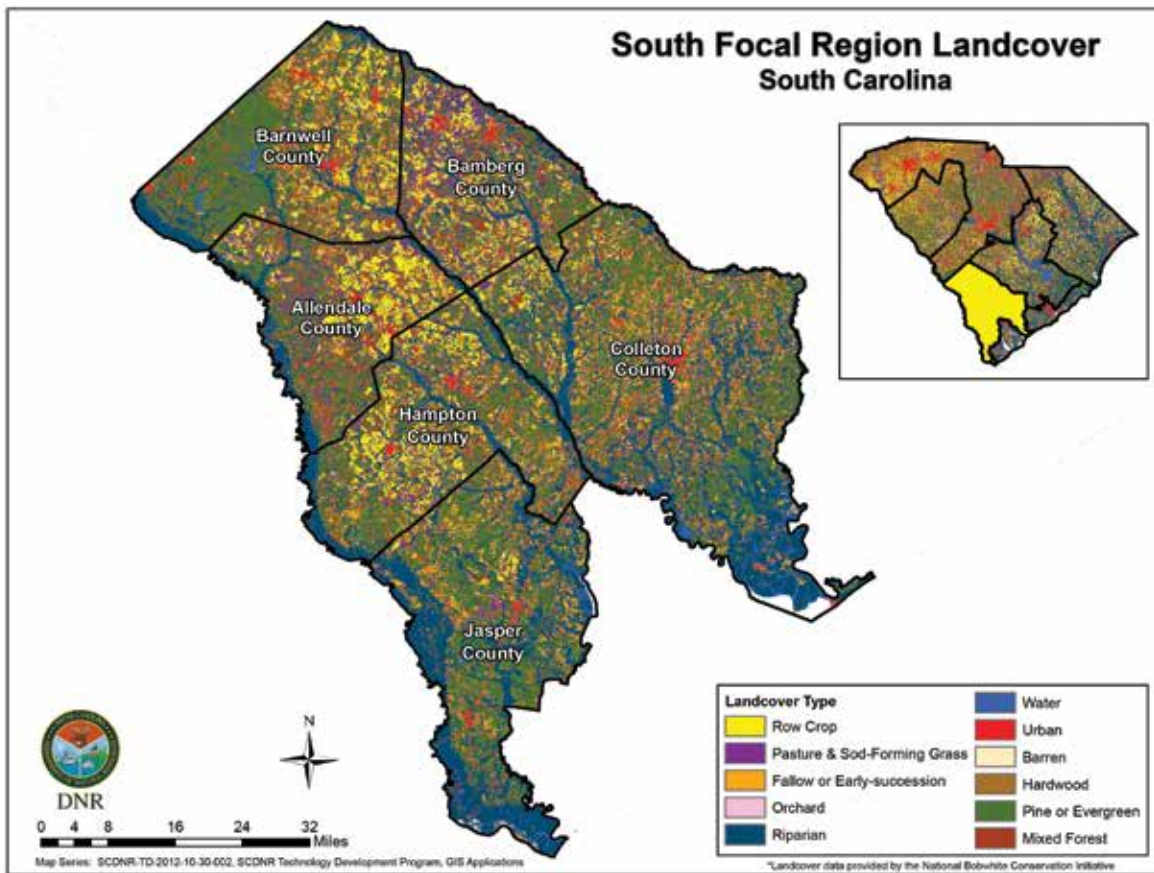 South Focal Region Landcover
South Carolina
Barnwell
County
Bamberg
County
Allendale
County
Colleton
County
Hampton
County
Jasper
County
N
DNR
0 4 8 16 24 32
Miles
Landcover Type
Row Crop
Pasture & Sod-Forming Grass
Fallow or Early-succession
Orchard
Riparian
Water
Urban
Barren
Hardwood
Pine or Evergreen
Mixed Forest
Map Series: SCDNR-TD-2012-10-30-002, SCDNR Technology Development Program, GIS Applications
*Landcover data provided by the National Bobwhite Conservation Initiative